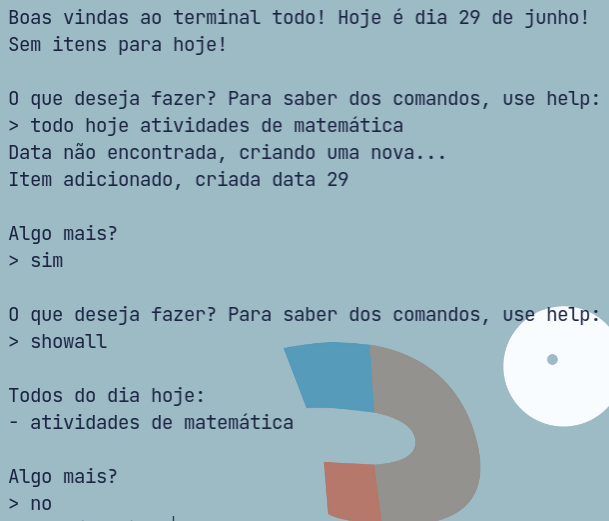 Boas vindas ao terminal todo! Hoje é dia 29 de junho!
Sem itens para hoje!
O que deseja fazer? Para saber dos comandos, use help:
> todo hoje atividades de matemática
Data não encontrada, criando uma nova...
Item adicionado, criada data 29
Algo mais?
> sim
O que deseja fazer? Para saber dos comandos, use help:
> showall
Todos do dia hoje:
- atividades de matemática
Algo mais?
> no